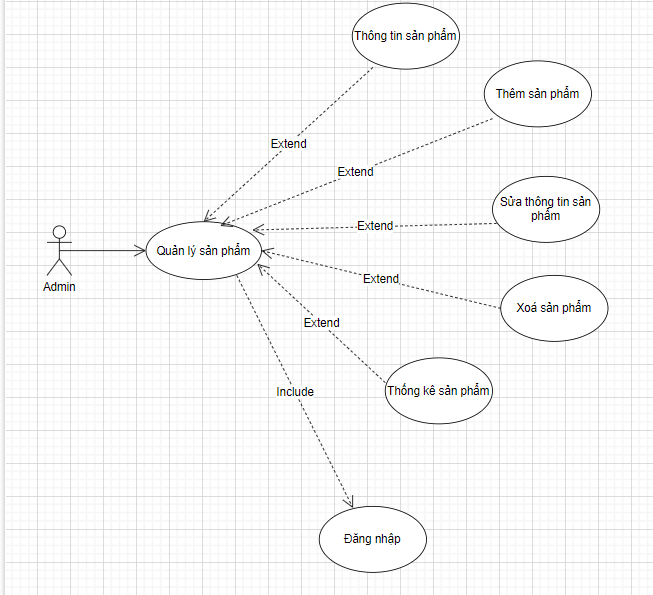 Thông tin sản phẩm
Thêm sản phẩm
Extend
Extend
Sửa thông tin sản
phẩm
Extend
Quản lý sản phẩm
Admin
Extend
Xoá sản phẩm
Extend
Thống kê sản phẩm
Include
Đăng nhập